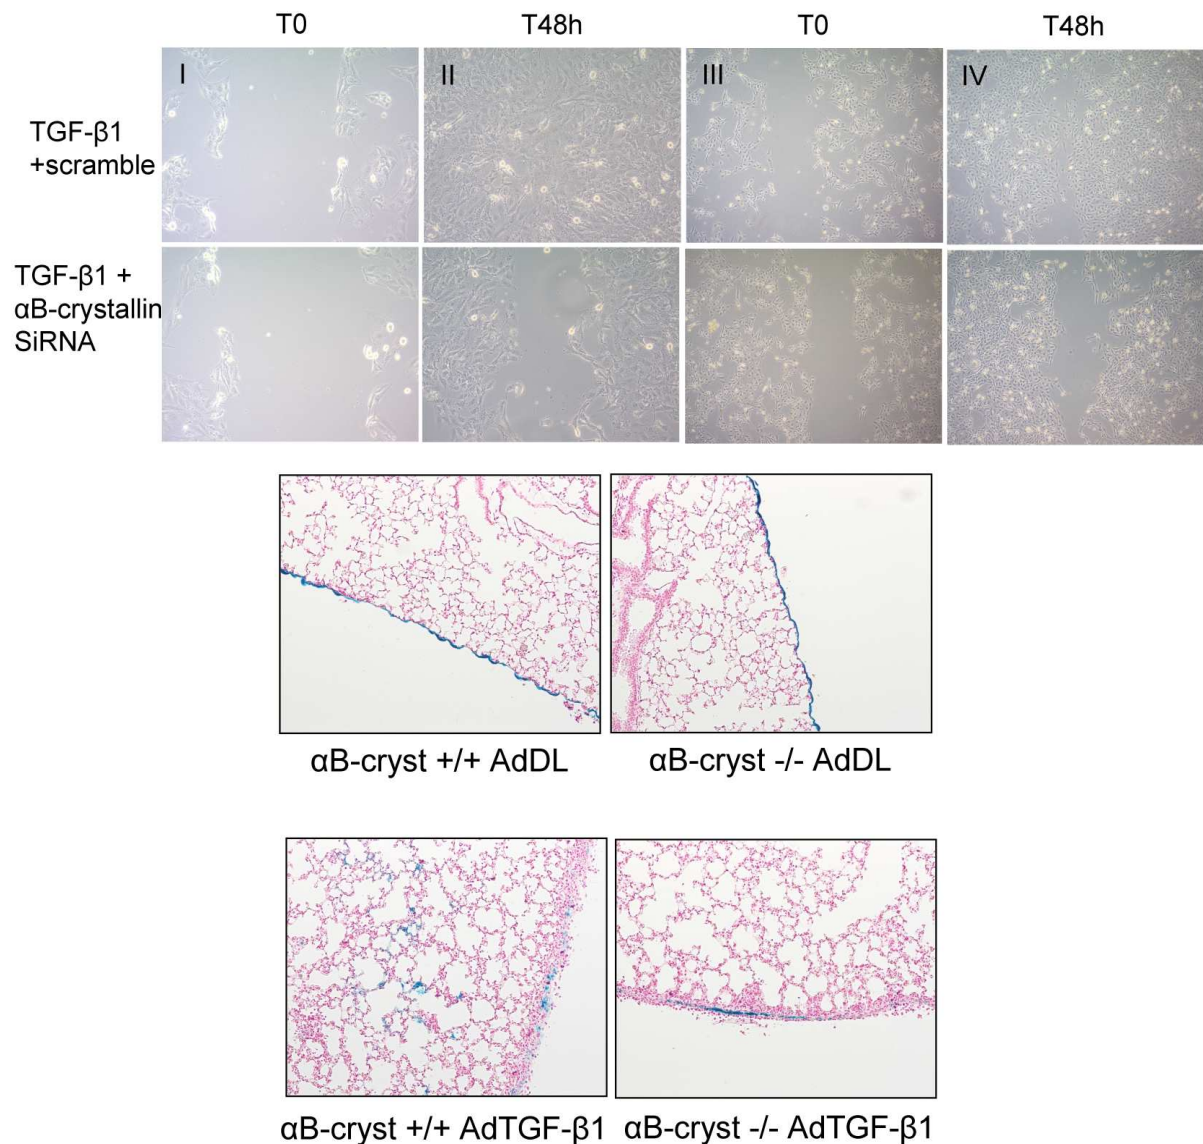 T0 T48h T0 T48h
I II III IV
TGF-β1
+scramble
TGF-β1 +
αB-crystallin
SiRNA
αB-cryst +/+ AdDL αB-cryst -/- AdDL
αB-cryst +/+ AdTGF-β1 αB-cryst -/- AdTGF-β1